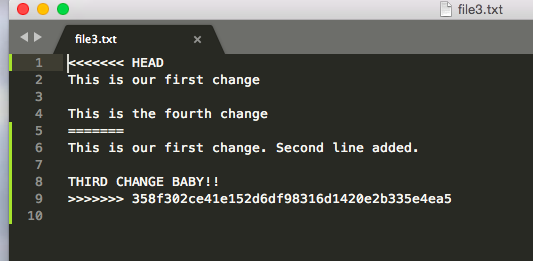 file3.txt
file3.txt ×
1 <<<<<<< HEAD
2 This is our first change
3
4 This is the fourth change
5 =======
6 This is our first change. Second line added.
7
8 THIRD CHANGE BABY!!
9 >>>>>>> 358f302ce41e152d6df98316d1420e2b335e4ea5
10